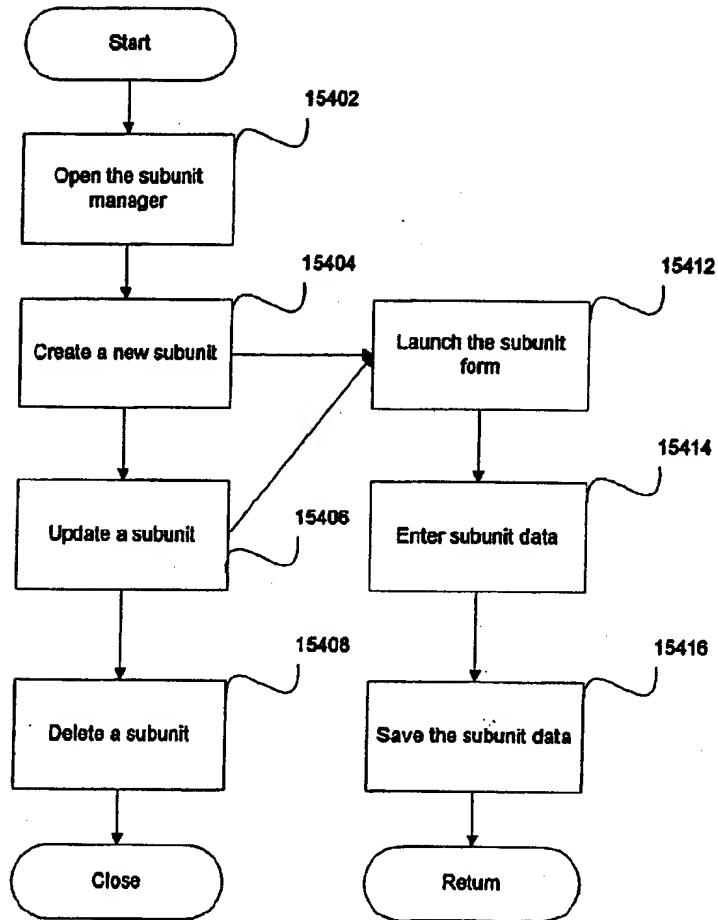 Start
15402
Open the subunit
manager
15404
Create a new subunit
15412
Launch the subunit
form
15406
Update a subunit
15414
Enter subunit data
15408
Delete a subunit
15416
Save the subunit data
Close
Return